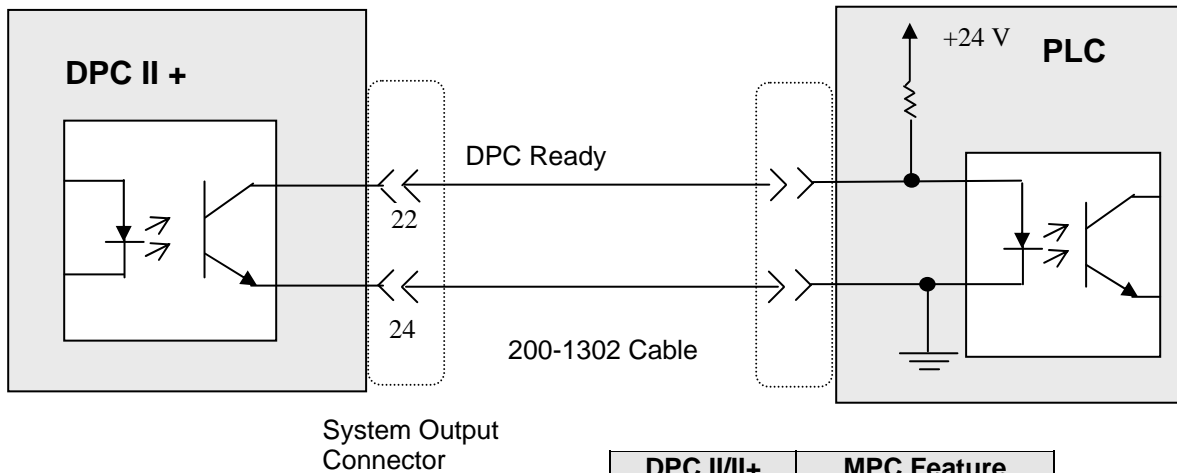 +24 V
PLC
DPC II +
DPC Ready
22
24
200-1302 Cable
System Output
Connector
DPC II/II+
MPC Feature